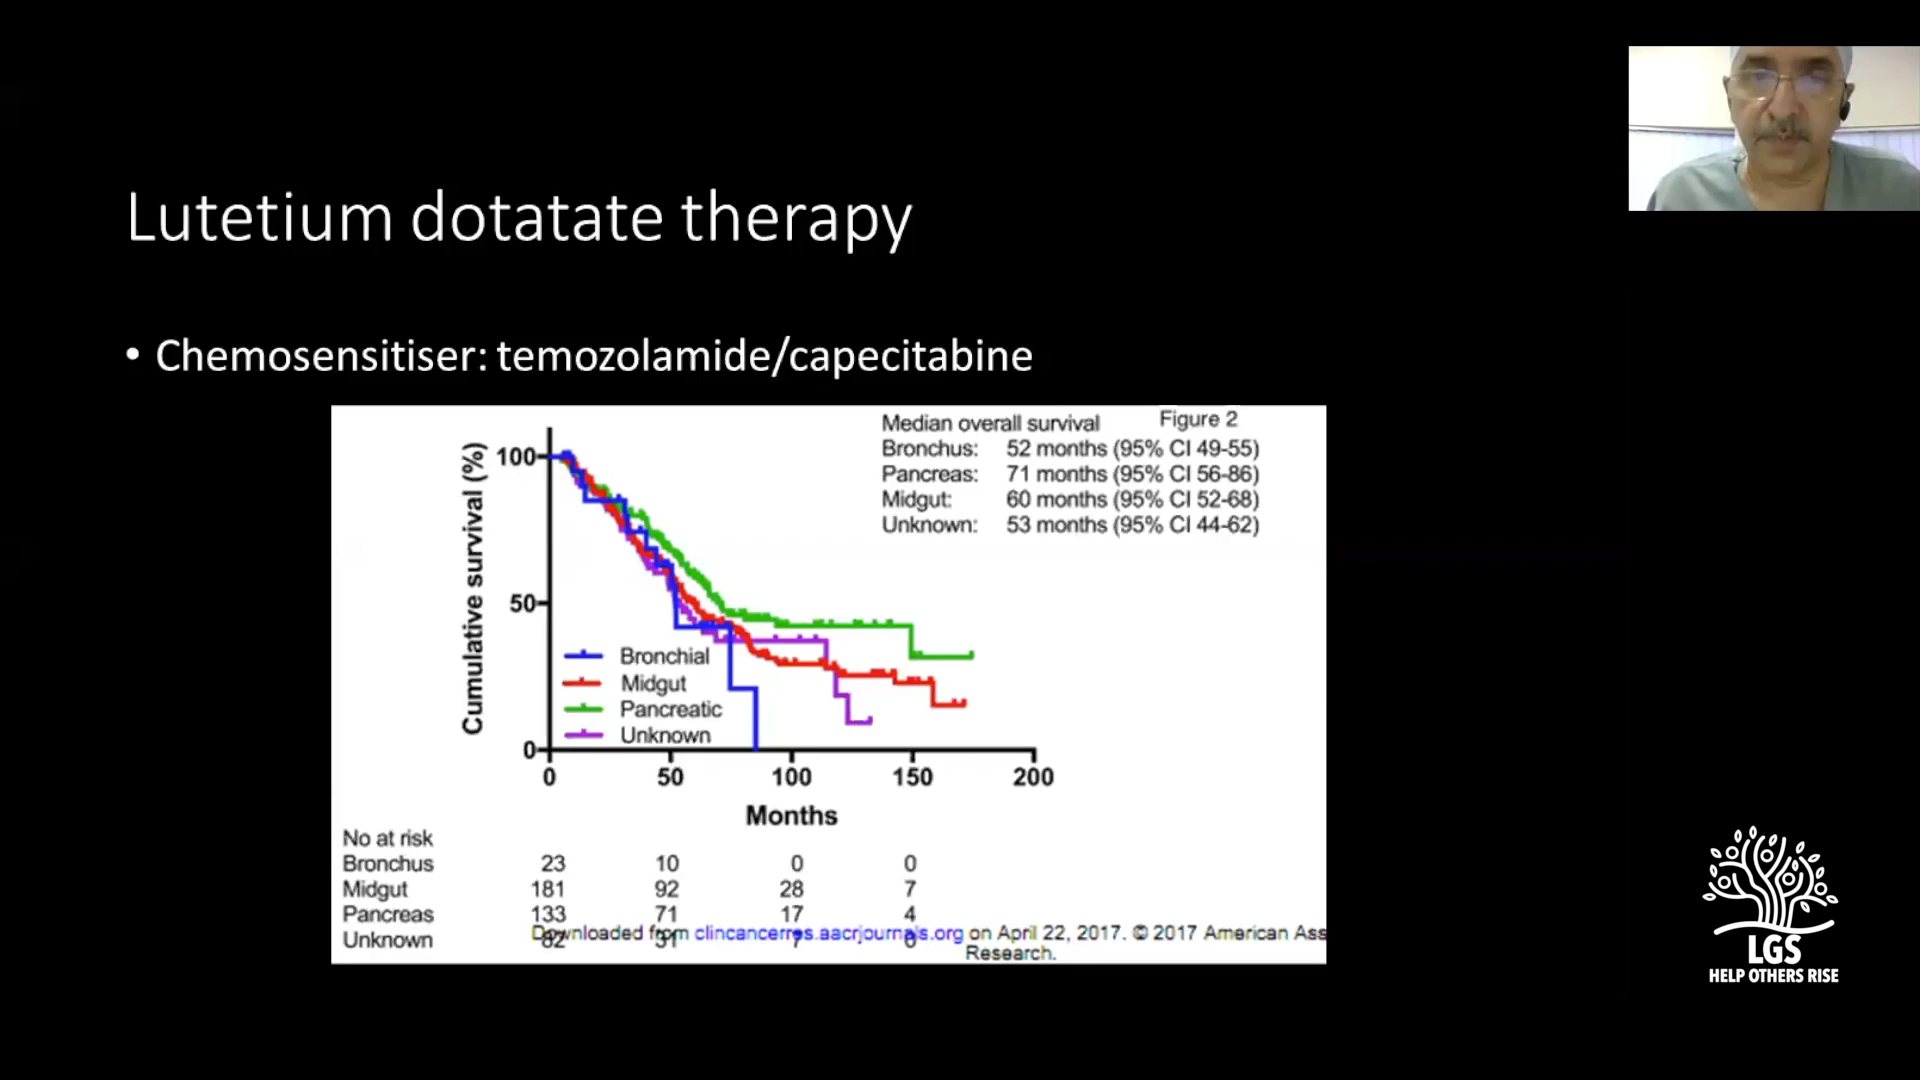 Lutetium dotatate therapy
• Chemosensitiser: temozolamide/capecitabine
Figure 2
Median overall survival
Bronchus: 52 months (95% CI 49-55)
Pancreas: 71 months (95% CI 56-86)
Midgut: 60 months (95% CI 52-68)
Unknown: 53 months (95% CI 44-62)
Cumulative survival (%)
100
50
0
Bronchial
Midgut
Pancreatic
Unknown
0 50 100 150 200
Months
No at risk
Bronchus 23 10 0 0
Midgut 181 92 28 7
Pancreas 133 71 17 4
Unknown 82 31 7 0
Downloaded from clincancerres.aacrjournals.org on April 22, 2017. © 2017 American Ass
Research.
LGS
HELP OTHERS RISE